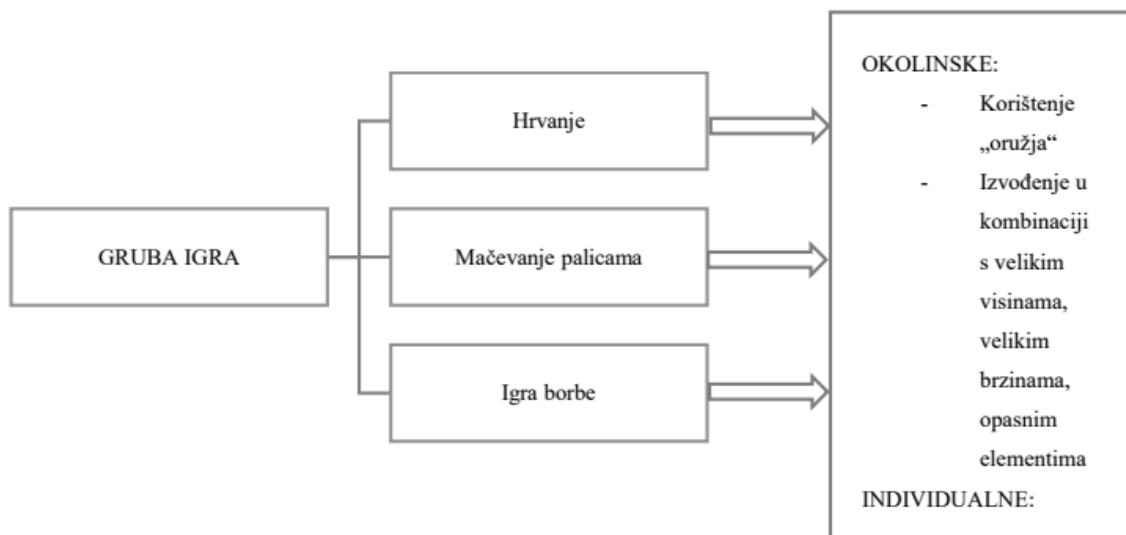 GRUBA IGRA
Hrvanje
Mačevanje palicama
Igra borbe
OKOLINSKE:
- Korištenje
„oružja“
- Izvođenje u
kombinaciji
s velikim
visinama,
velikim
brzinama,
opasnim
elementima
INDIVIDUALNE: